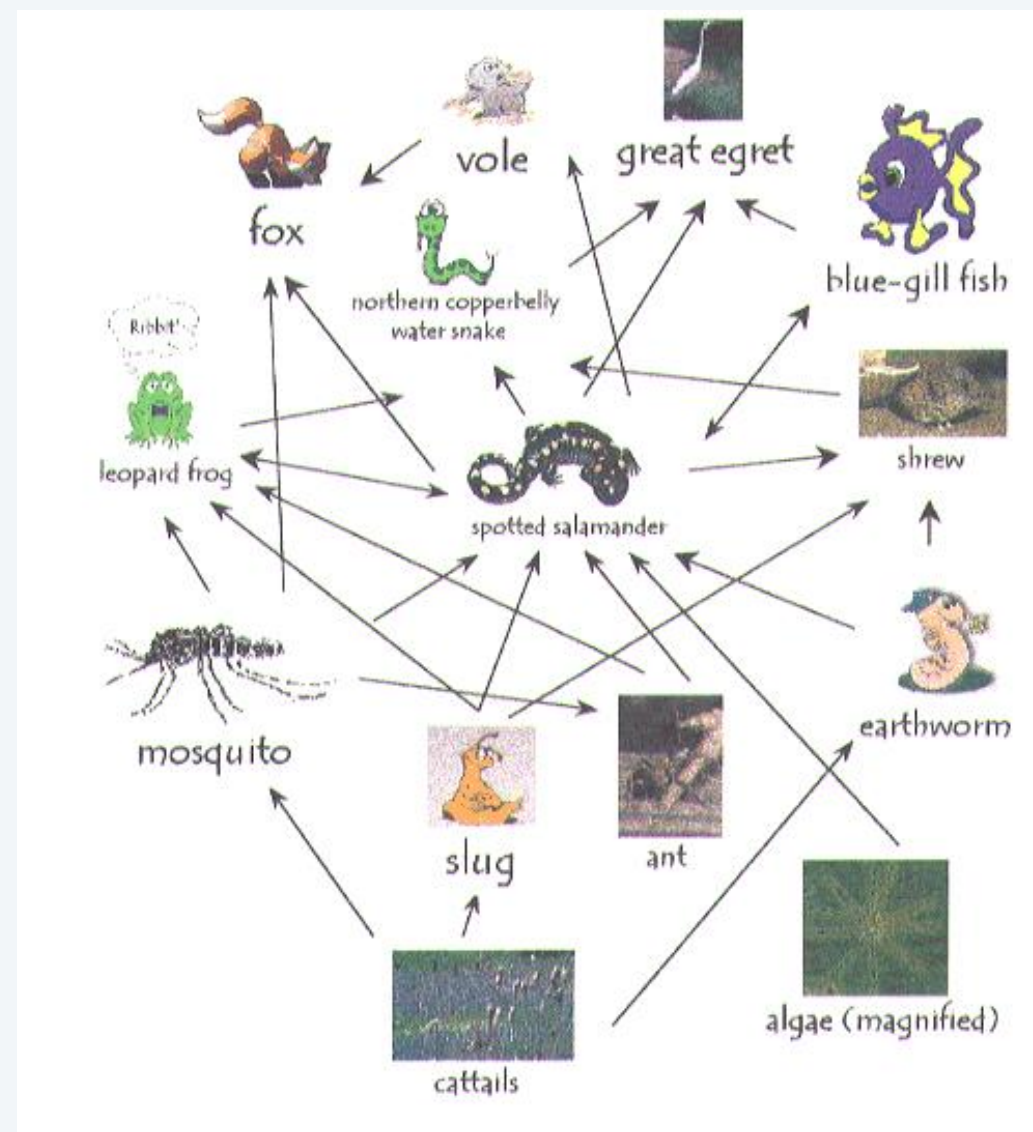 vole
great egret
fox
blue-gill fish
northern copperbelly
water snake
Ribbit'
leopard frog
shrew
spotted salamander
earthworm
mosquito
slug
ant
algae (magnified)
cattails